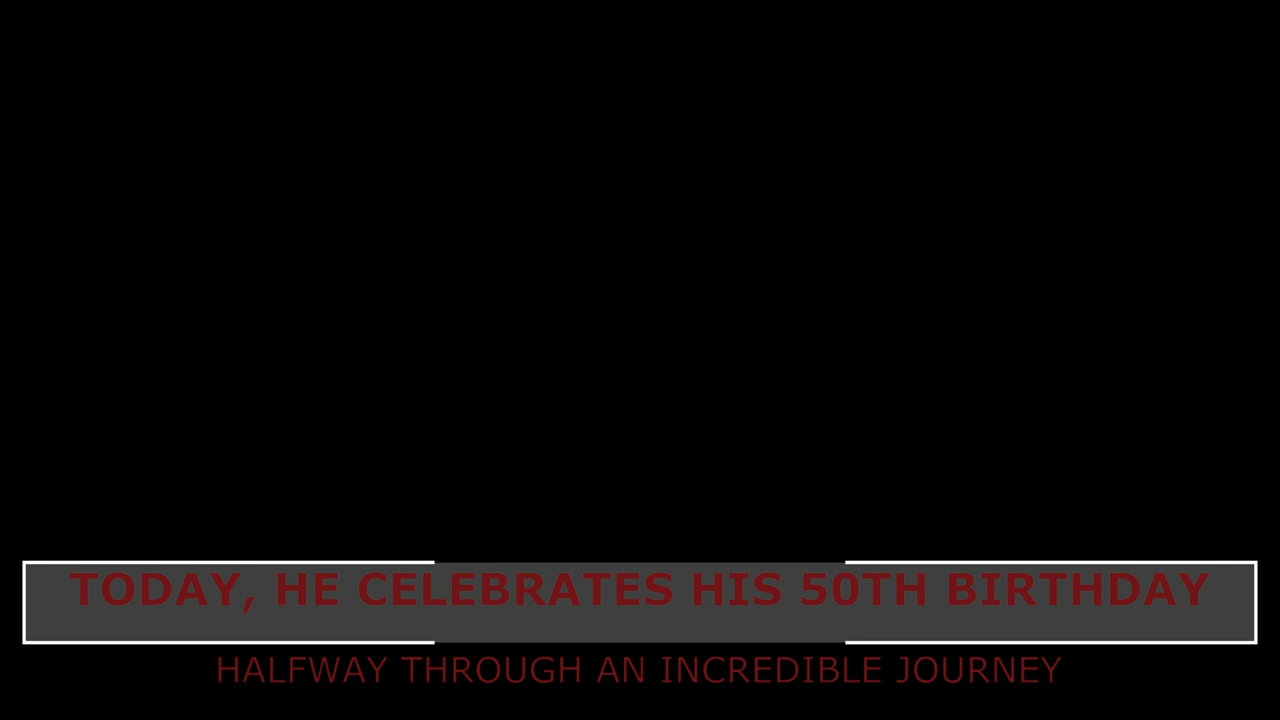 TODAY, HE CELEBRATES HIS 50TH BIRTHDAY
HALFWAY THROUGH AN INCREDIBLE JOURNEY